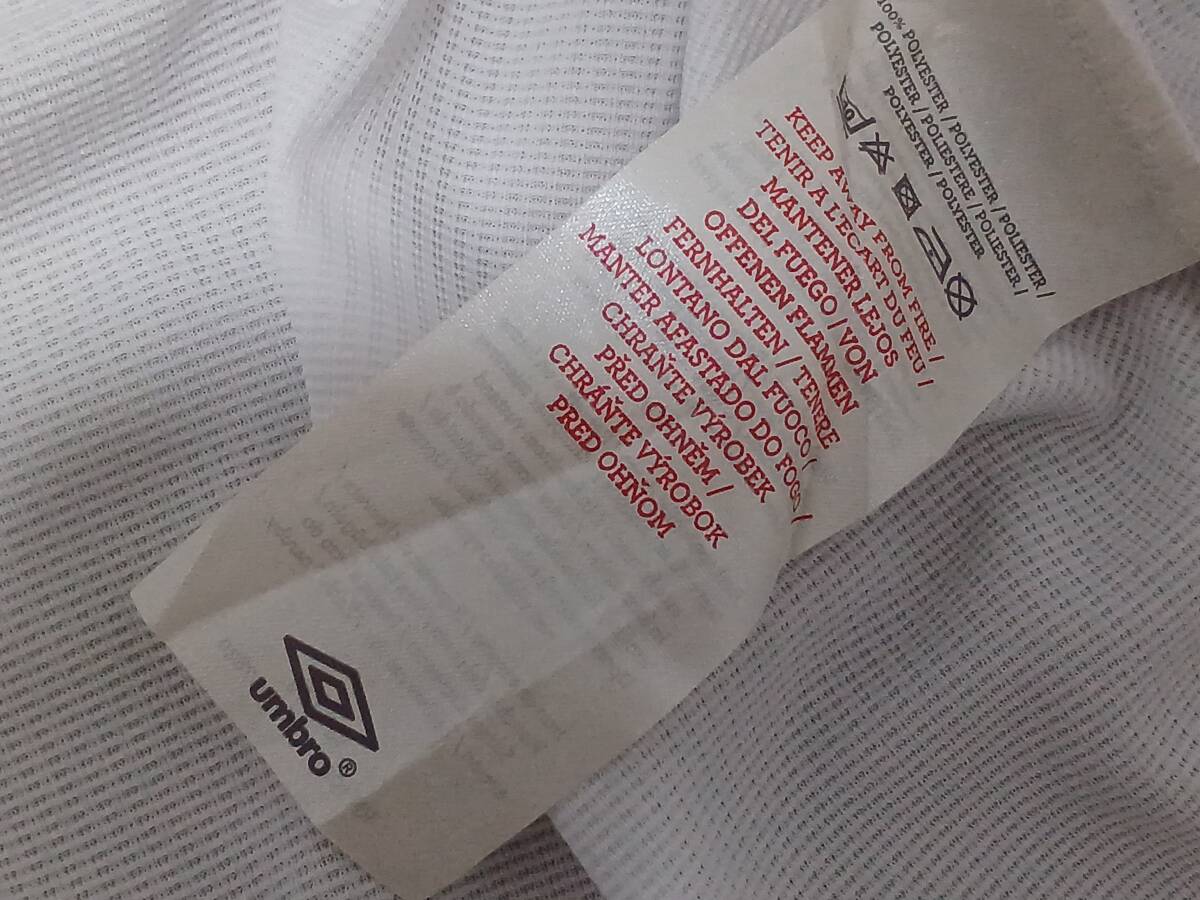 100% POLYESTER / POLYESTER / POLIESTER /
POLYESTER / POLIESTERE / POLIESTER /
POLYESTER / POLYESTER
KEEP AWAY FROM FIRE /
TENIR A L'ECART DU FEU /
MANTENER LEJOS
DEL FUEGO / VON
OFFENEN FLAMMEN
FERNHALTEN / TENERE
LONTANO DAL FUOCO /
MANTER AFASTADO DO FOGO /
CHRAŇTE VÝROBEK
PŘED OHNĚM /
CHRÁŇTE VÝROBOK
PRED OHŇOM
umbro®